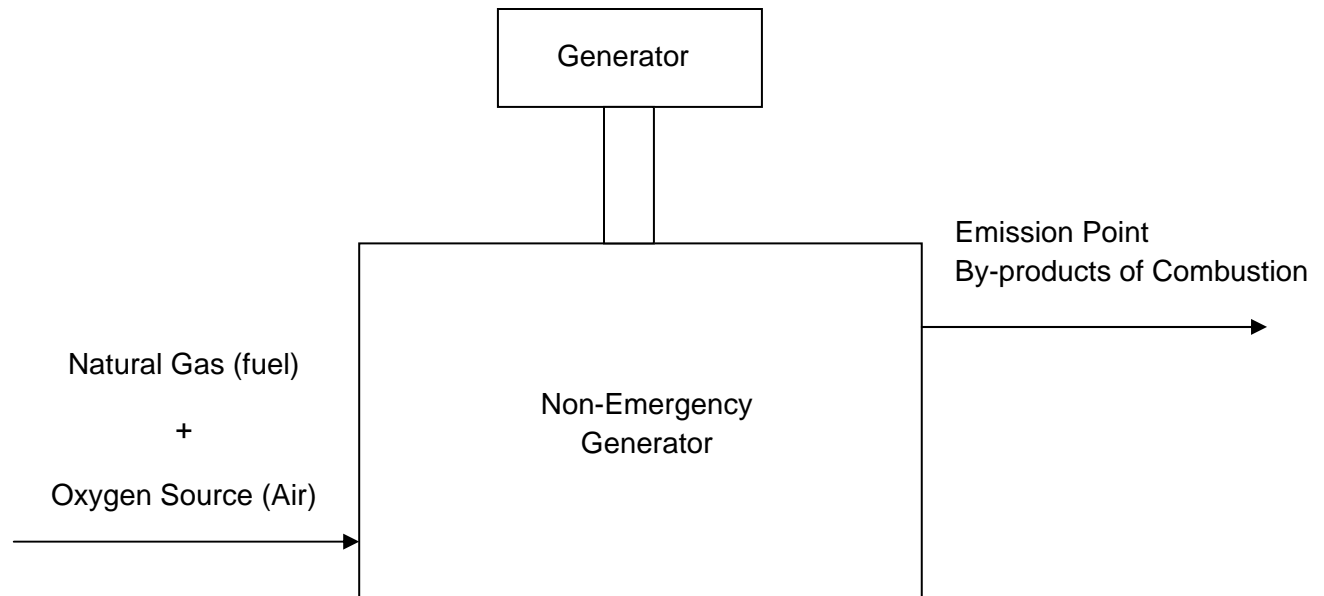 Generator
Emission Point
By-products of Combustion
Natural Gas (fuel)
+
Oxygen Source (Air)
Non-Emergency
Generator